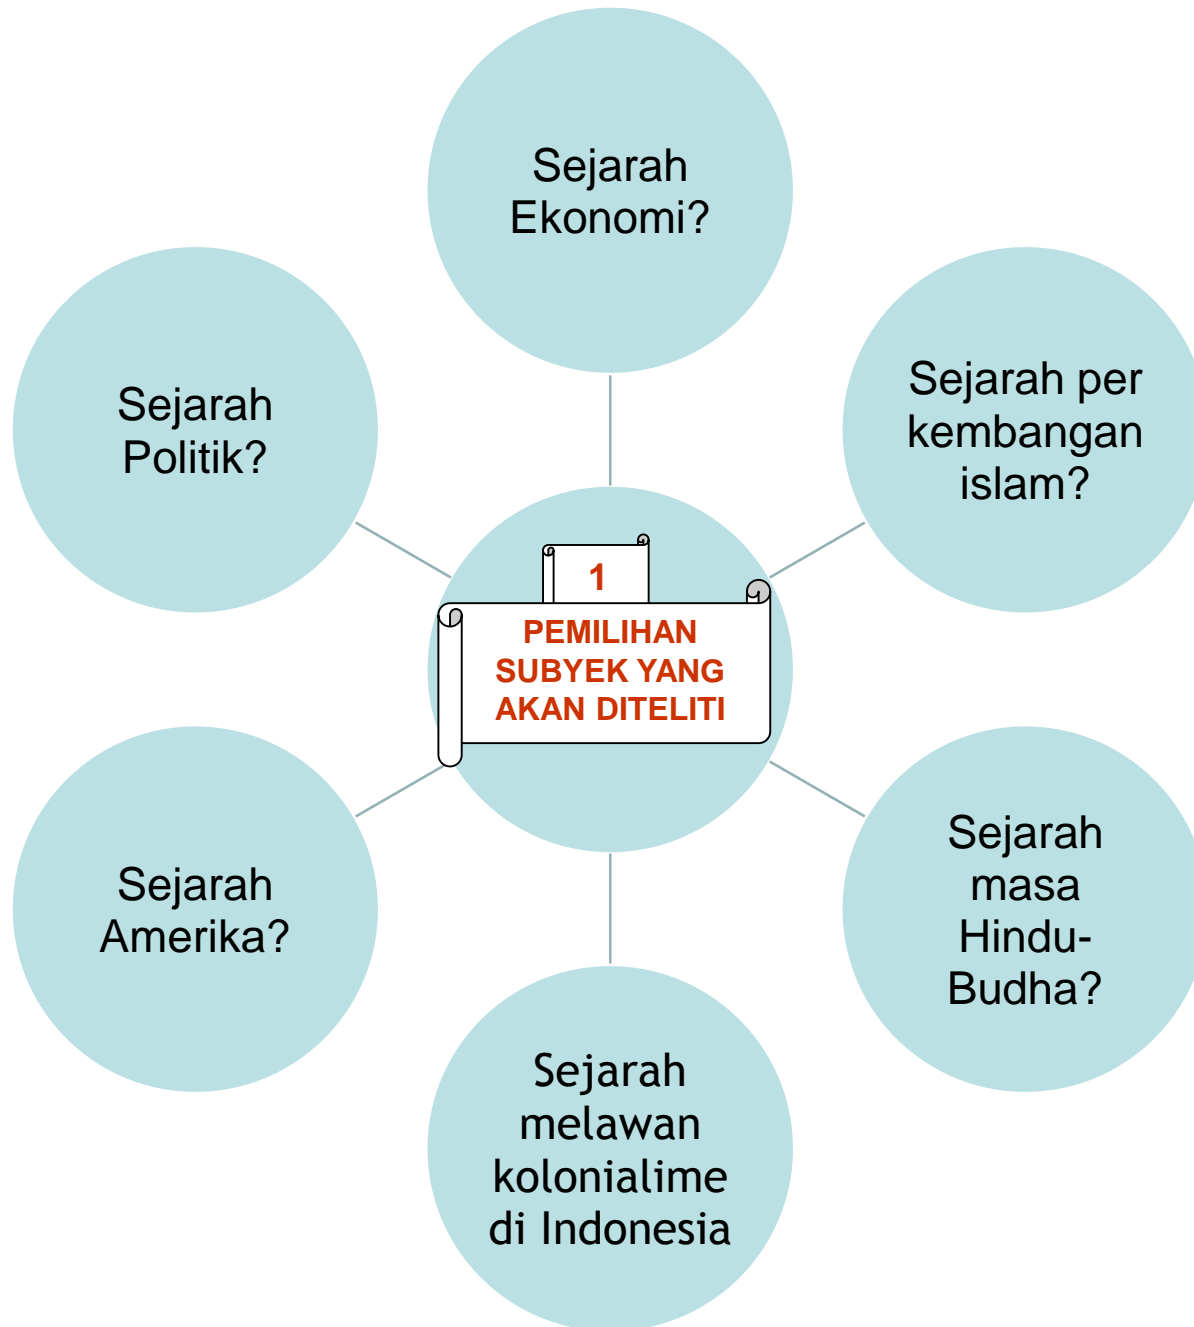 Sejarah
Ekonomi?
Sejarah per
kembangan
islam?
Sejarah
masa
Hindu-
Budha?
Sejarah
melawan
kolonialime
di Indonesia
Sejarah
Amerika?
Sejarah
Politik?
1
PEMILIHAN
SUBYEK YANG
AKAN DITELITI